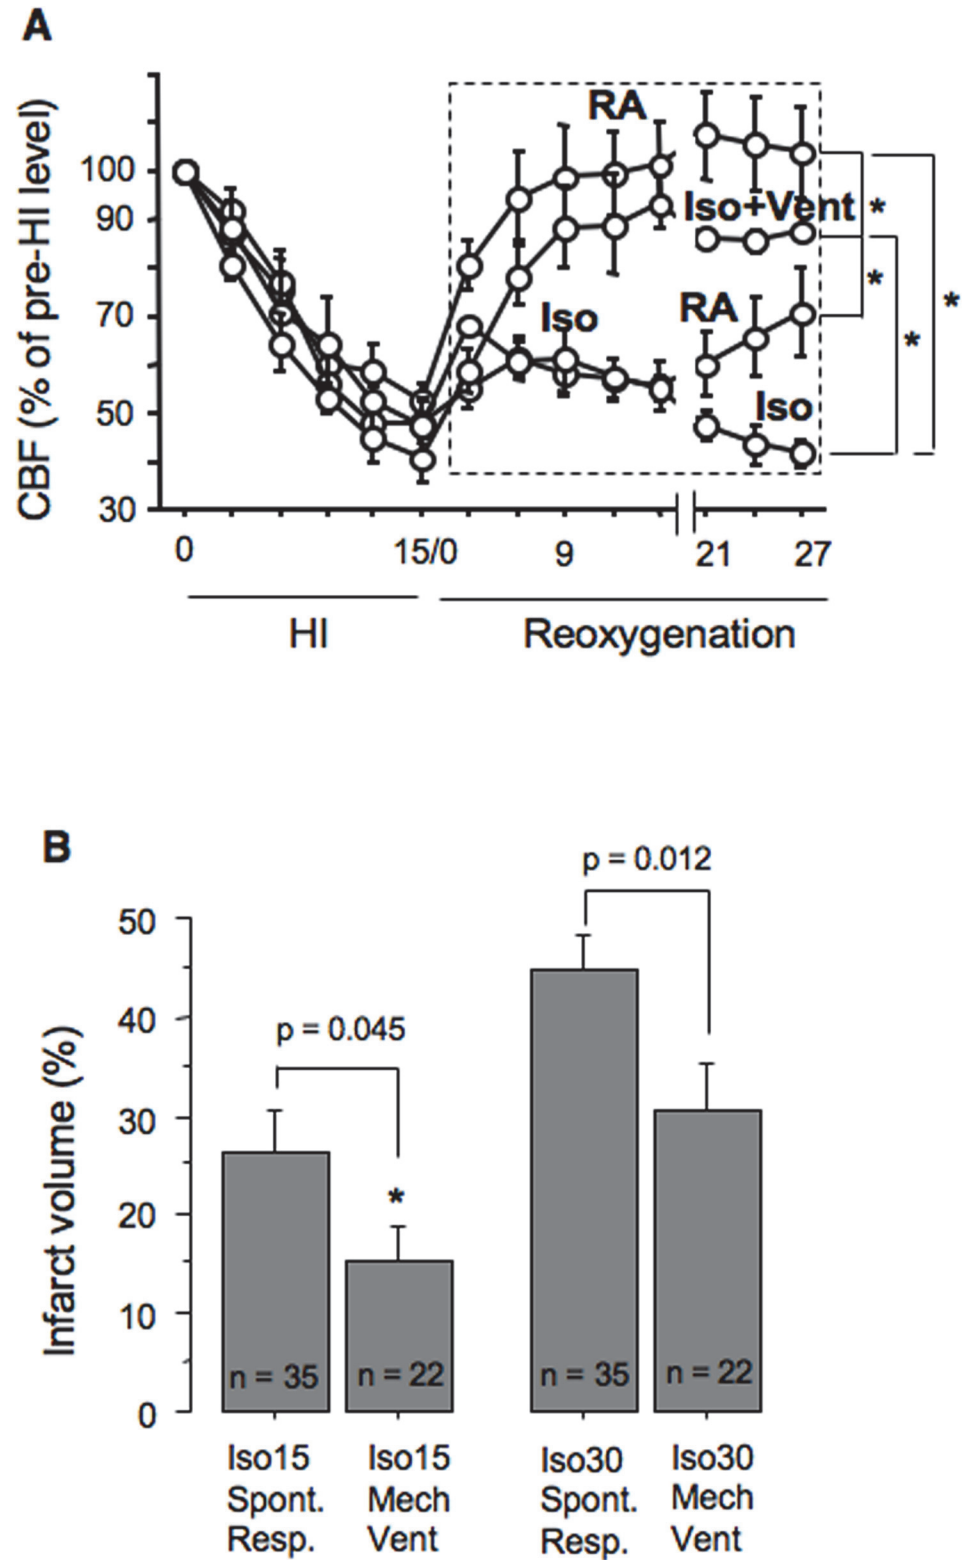 A
CBF (% of pre-HI level)
100
90
70
50
30
RA
Iso+Vent
*
*
*
*
Iso
RA
Iso
0
15/0
9
21
27
HI
Reoxygenation
B
Infarct volume (%)
50
40
30
20
10
0
p = 0.012
p = 0.045
*
n = 35
n = 22
n = 35
n = 22
Iso15
Spont.
Resp.
Iso15
Mech
Vent
Iso30
Spont.
Resp.
Iso30
Mech
Vent